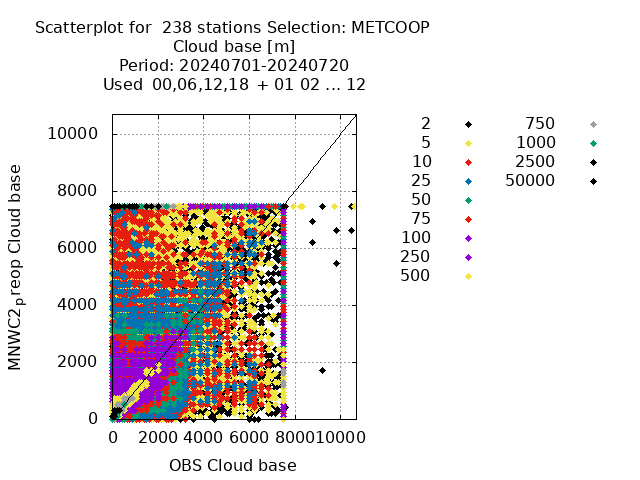 Scatterplot for  238 stations Selection: METCOOP
Cloud base [m]
Period: 20240701-20240720
Used  00,06,12,18 + 01 02 ... 12
2
5
10
25
50
75
100
250
500
750
1000
2500
50000
MNWC2_preop Cloud base
10000
8000
6000
4000
2000
0
0 2000 4000 6000 8000 10000
OBS Cloud base